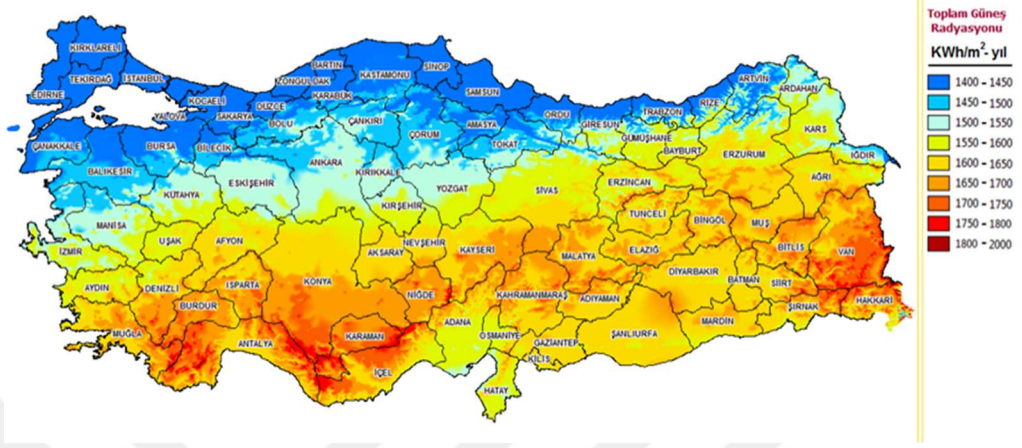 Toplam Güneş
Radyasyonu
KWh/m²- yıl
1400 - 1450
1450 - 1500
1500 - 1550
1550 - 1600
1600 - 1650
1650 - 1700
1700 - 1750
1750 - 1800
1800 - 2000
KIRKLARELİ
TEKİRDAĞ
İSTANBUL
EDİRNE
KOCAELİ
YALOVA
SAKARYA
DÜZCE
ZONGULDAK
BARTIN
KARABÜK
KASTAMONU
SİNOP
SAMSUN
ORDU
GİRESUN
TRABZON
RİZE
ARTVİN
ARDAHAN
ÇANAKKALE
BURSA
BİLECİK
BOLU
ÇANKIRI
ÇORUM
AMASYA
TOKAT
GÜMÜŞHANE
BAYBURT
ERZURUM
KARS
IĞDIR
BALIKESİR
KÜTAHYA
ESKİŞEHİR
ANKARA
KIRIKKALE
YOZGAT
SİVAS
ERZİNCAN
AĞRI
MANİSA
KIRŞEHİR
TUNCELİ
BİNGÖL
MUŞ
İZMİR
UŞAK
AFYON
AKSARAY
NEVŞEHİR
KAYSERİ
MALATYA
ELAZIĞ
BİTLİS
VAN
AYDIN
DENİZLİ
ISPARTA
KONYA
NİĞDE
KAHRAMANMARAŞ
ADIYAMAN
DİYARBAKIR
BATMAN
SİİRT
ŞIRNAK
HAKKARİ
BURDUR
MUĞLA
ANTALYA
KARAMAN
ADANA
OSMANİYE
GAZİANTEP
ŞANLIURFA
MARDİN
İÇEL
KİLİS
HATAY